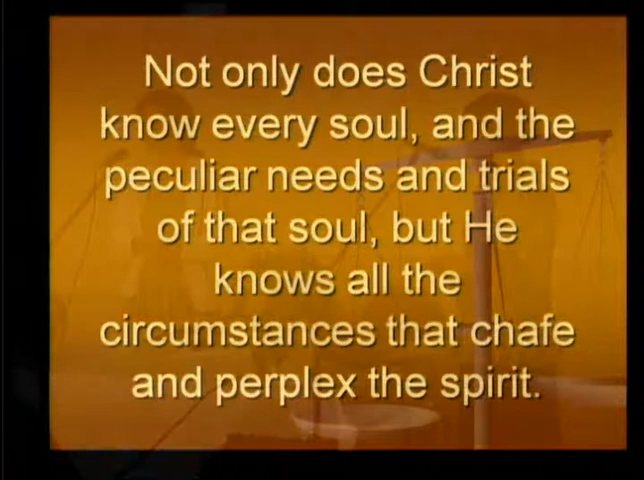 Not only does Christ
know every soul, and the
peculiar needs and trials
of that soul, but He
knows all the
circumstances that chafe
and perplex the spirit.